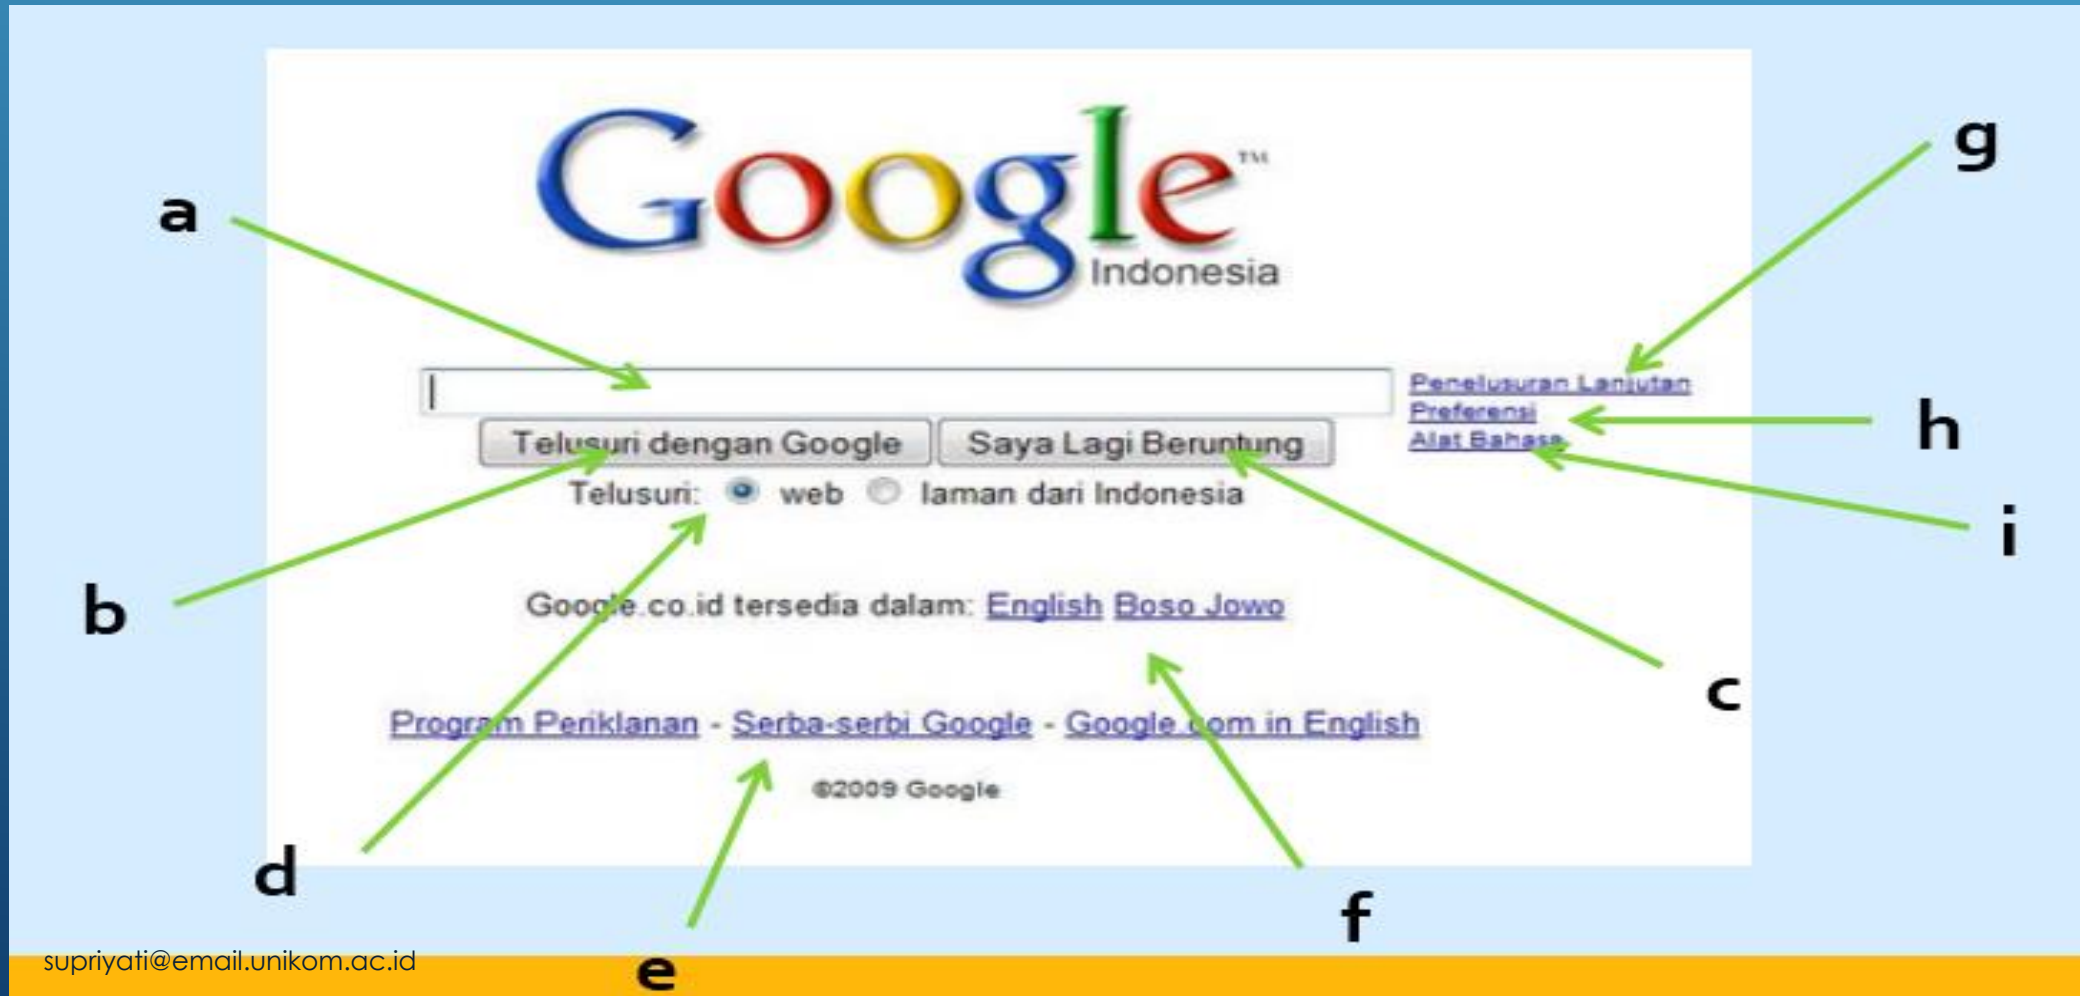 Google™
Indonesia
g
a
Penelusuran Lanjutan
Preferensi
h
Alat Bahasa
Telusuri dengan Google Saya Lagi Beruntung
Telusuri: web laman dari Indonesia
i
b
Google.co.id tersedia dalam: English Boso Jowo
c
Program Periklanan - Serba-serbi Google - Google.com in English
©2009 Google
d
f
supriyati@email.unikom.ac.id
e